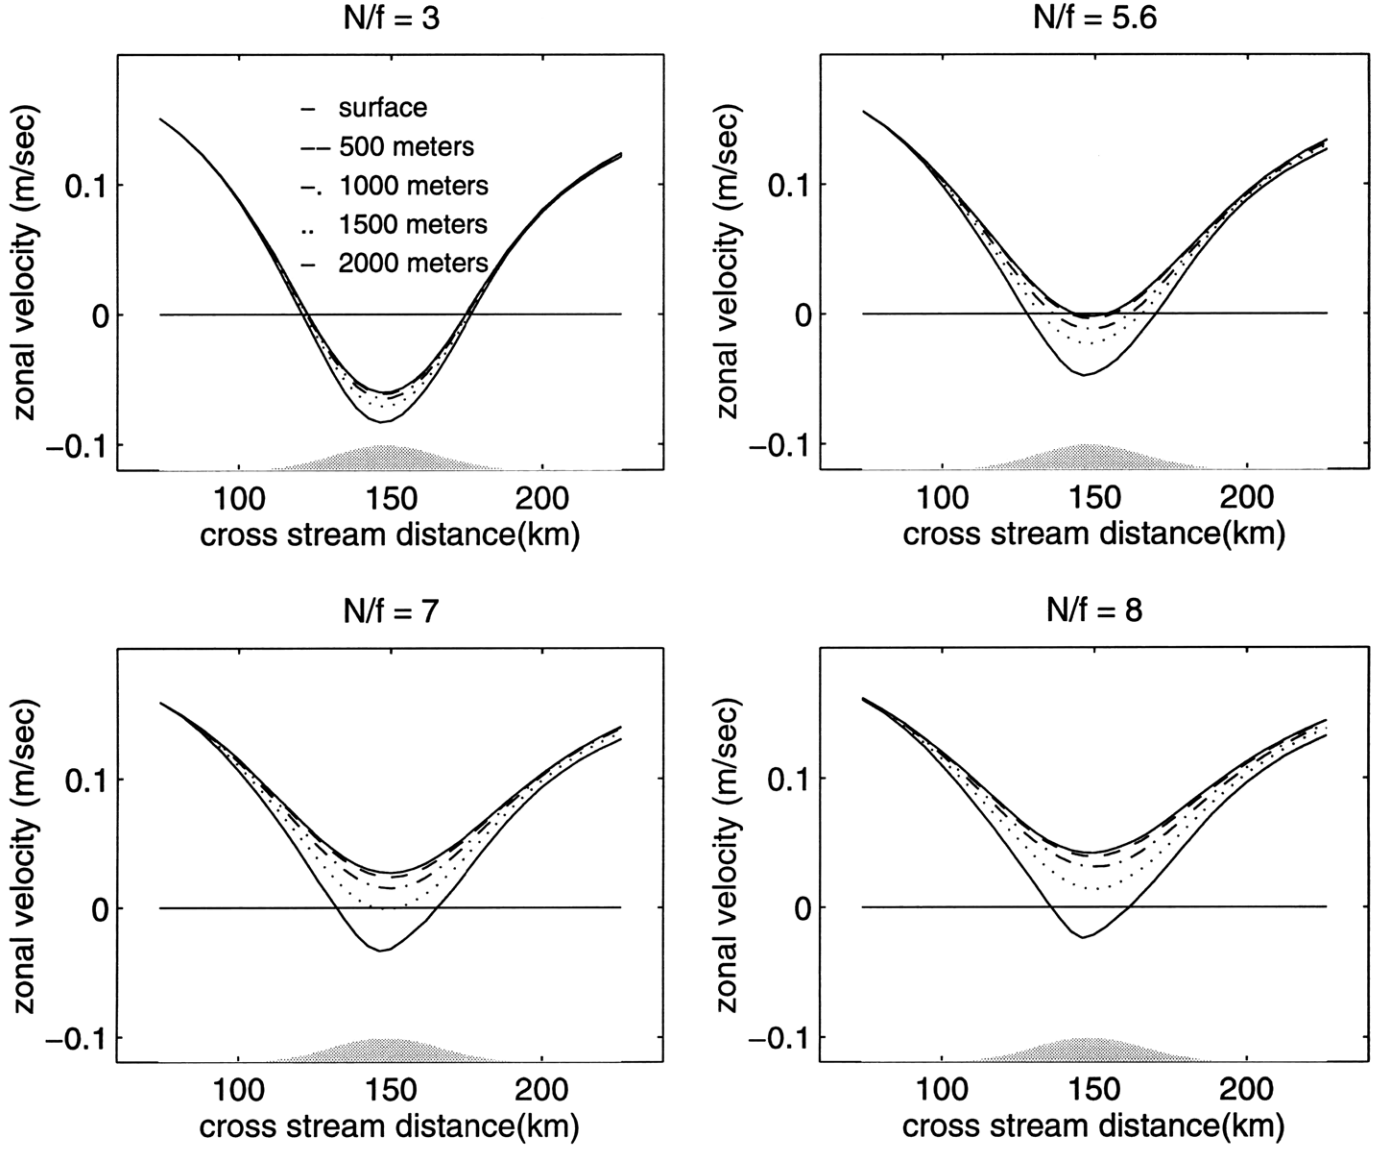 N/f = 3
zonal velocity (m/sec)
0.1
0
−0.1
– surface
–– 500 meters
–. 1000 meters
.. 1500 meters
– 2000 meters
100 150 200
cross stream distance(km)
N/f = 5.6
zonal velocity (m/sec)
0.1
0
−0.1
100 150 200
cross stream distance(km)
N/f = 7
zonal velocity (m/sec)
0.1
0
−0.1
100 150 200
cross stream distance(km)
N/f = 8
zonal velocity (m/sec)
0.1
0
−0.1
100 150 200
cross stream distance(km)